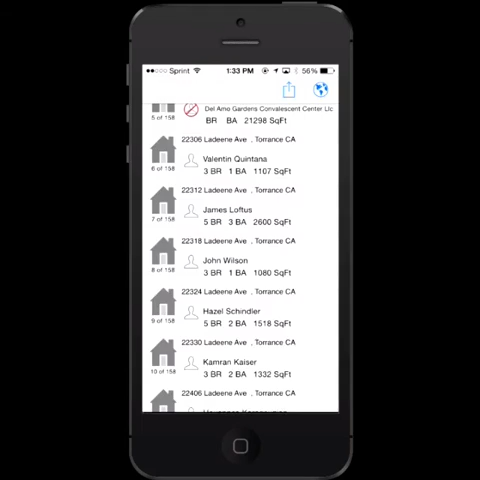 Sprint 1:33 PM 56%
Del Amo Gardens Convalescent Center Llc
5 of 158
BR BA 21298 SqFt
22306 Ladeene Ave , Torrance CA
Valentin Quintana
6 of 158
3 BR 1 BA 1107 SqFt
22312 Ladeene Ave , Torrance CA
James Loftus
7 of 158
5 BR 3 BA 2600 SqFt
22318 Ladeene Ave , Torrance CA
John Wilson
8 of 158
3 BR 1 BA 1080 SqFt
22324 Ladeene Ave , Torrance CA
Hazel Schindler
9 of 158
5 BR 2 BA 1518 SqFt
22330 Ladeene Ave , Torrance CA
Kamran Kaiser
10 of 158
3 BR 2 BA 1332 SqFt
22406 Ladeene Ave , Torrance CA